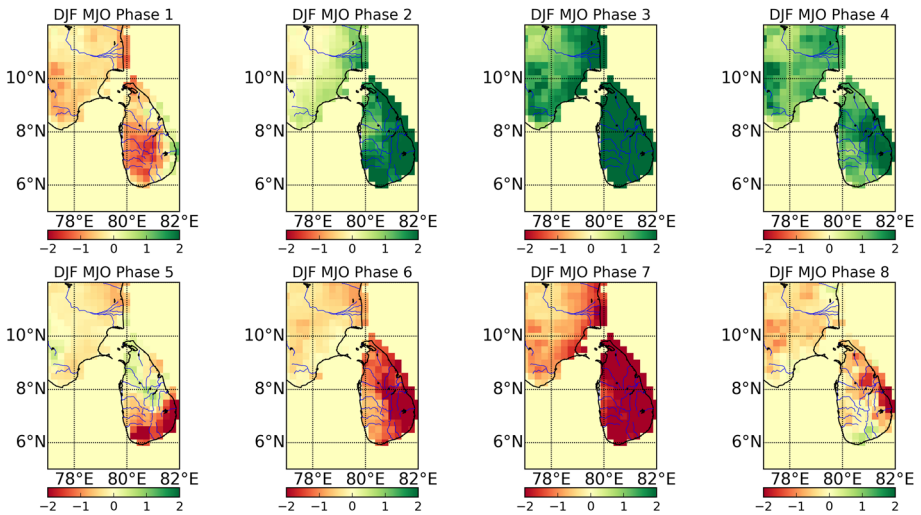 DJF MJO Phase 1 DJF MJO Phase 2 DJF MJO Phase 3 DJF MJO Phase 4
10°N 10°N 10°N 10°N
8°N 8°N 8°N 8°N
6°N 6°N 6°N 6°N
78°E 80°E 82°E 78°E 80°E 82°E 78°E 80°E 82°E 78°E 80°E 82°E
−2 −1 0 1 2 −2 −1 0 1 2 −2 −1 0 1 2 −2 −1 0 1 2
DJF MJO Phase 5 DJF MJO Phase 6 DJF MJO Phase 7 DJF MJO Phase 8
10°N 10°N 10°N 10°N
8°N 8°N 8°N 8°N
6°N 6°N 6°N 6°N
78°E 80°E 82°E 78°E 80°E 82°E 78°E 80°E 82°E 78°E 80°E 82°E
−2 −1 0 1 2 −2 −1 0 1 2 −2 −1 0 1 2 −2 −1 0 1 2